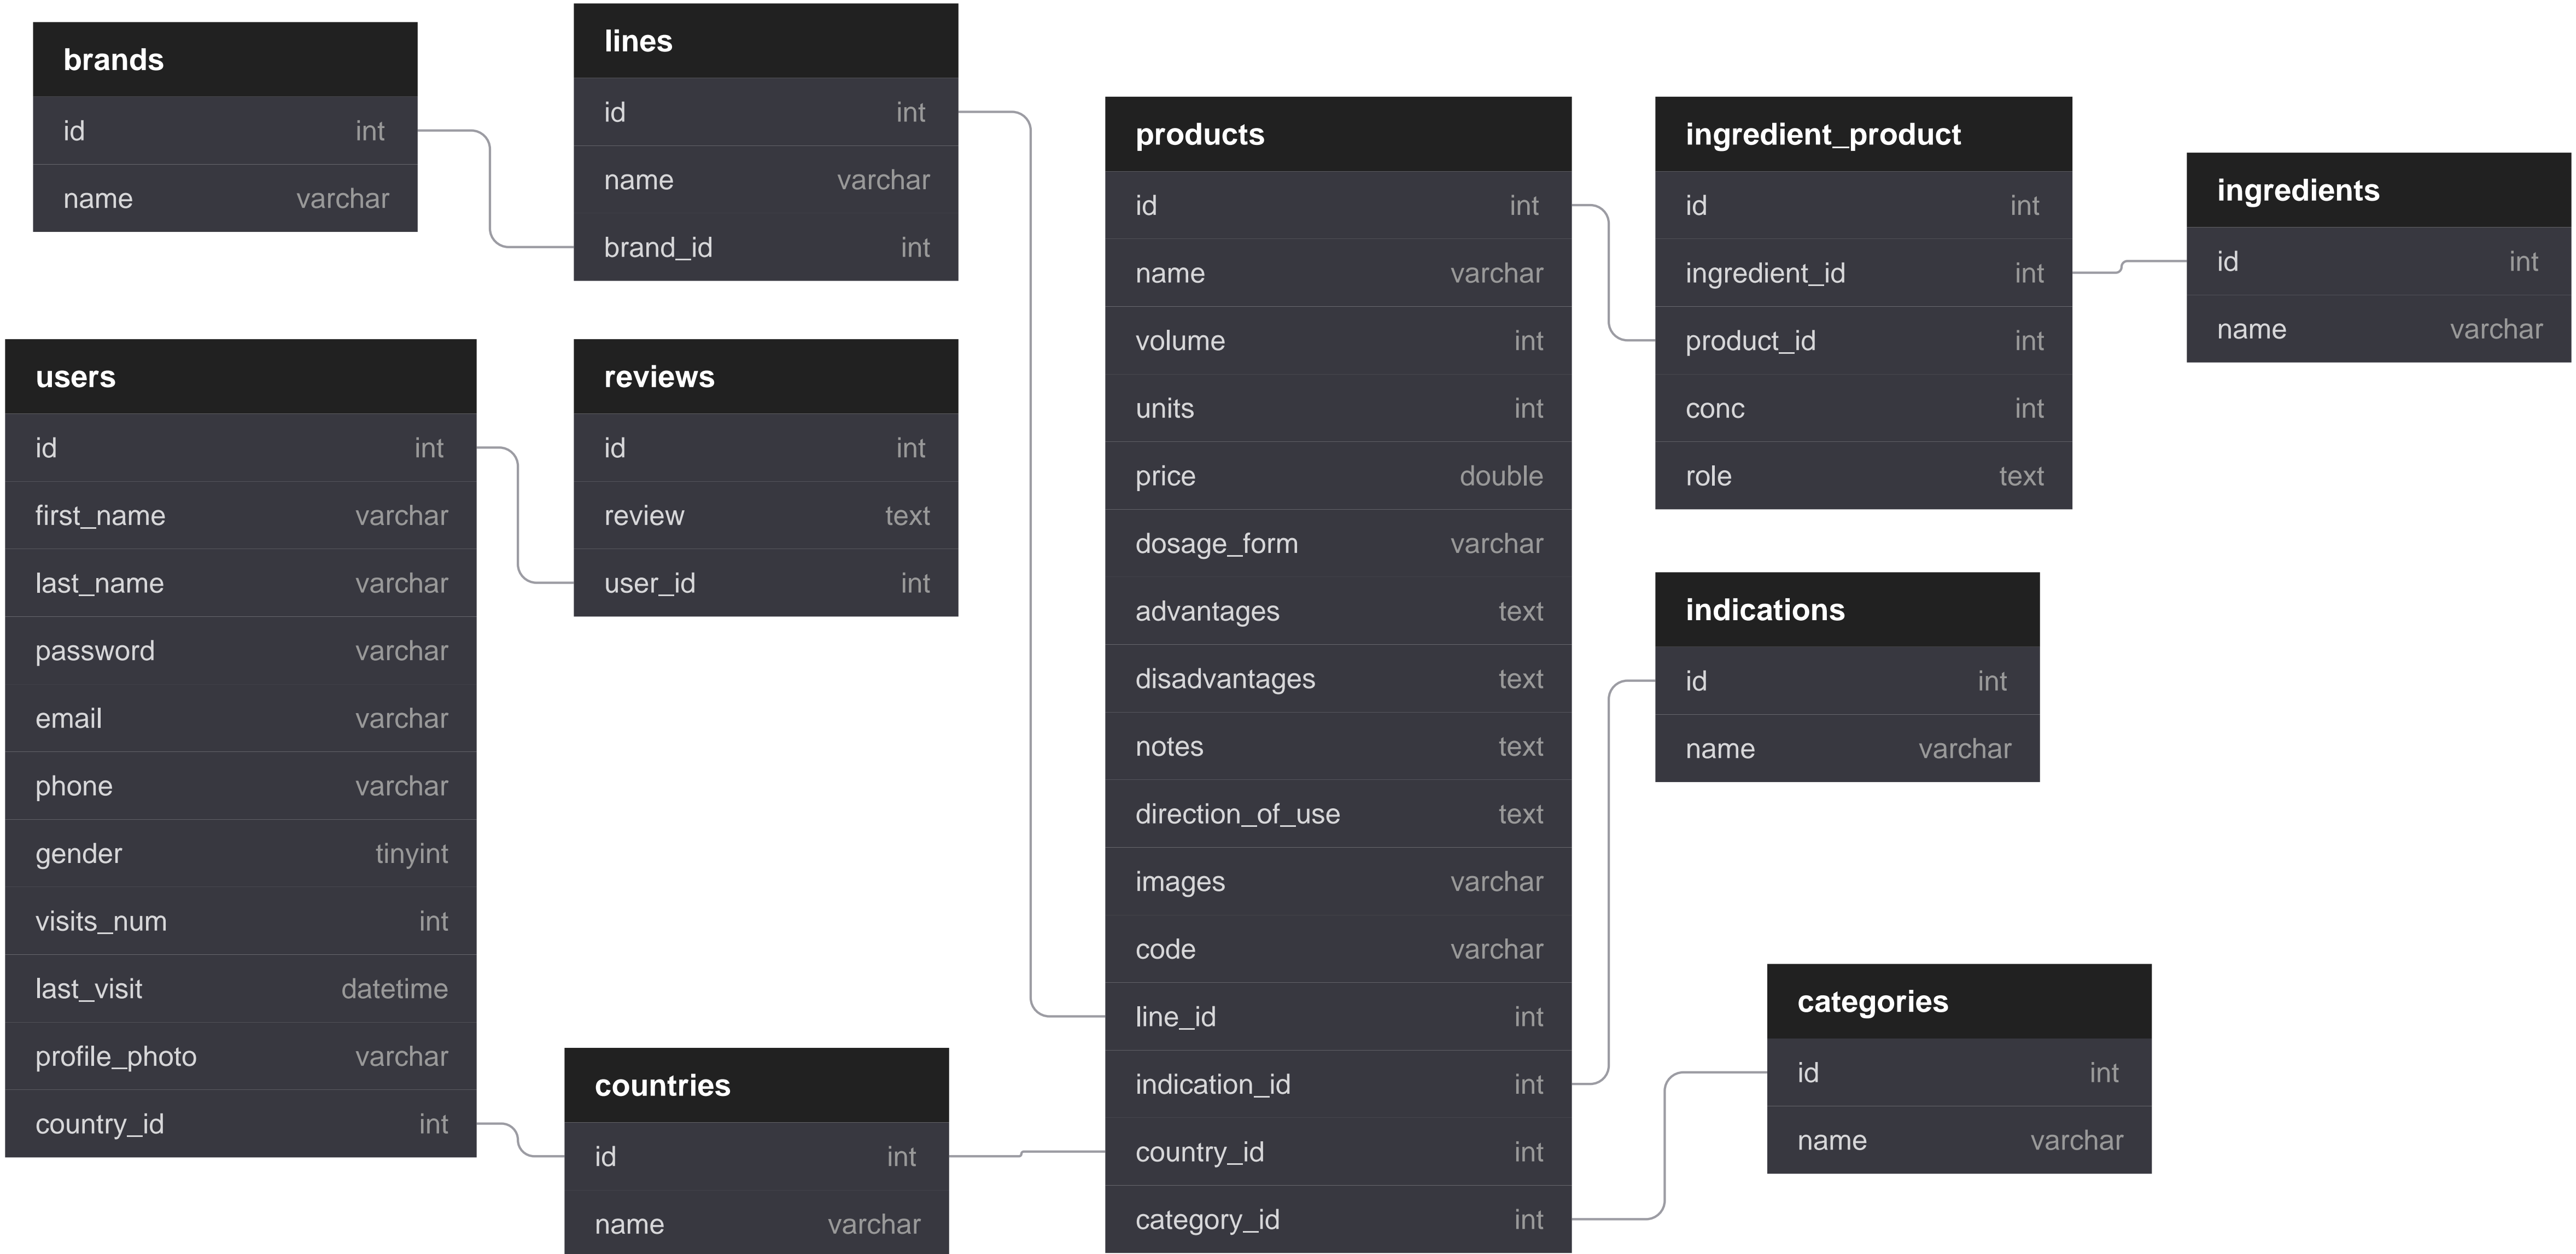 brands
id int
name varchar
lines
id int
name varchar
brand_id int
users
id int
first_name varchar
last_name varchar
password varchar
email varchar
phone varchar
gender tinyint
visits_num int
last_visit datetime
profile_photo varchar
country_id int
reviews
id int
review text
user_id int
countries
id int
name varchar
products
id int
name varchar
volume int
units int
price double
dosage_form varchar
advantages text
disadvantages text
notes text
direction_of_use text
images varchar
code varchar
line_id int
indication_id int
country_id int
category_id int
ingredient_product
id int
ingredient_id int
product_id int
conc int
role text
ingredients
id int
name varchar
indications
id int
name varchar
categories
id int
name varchar